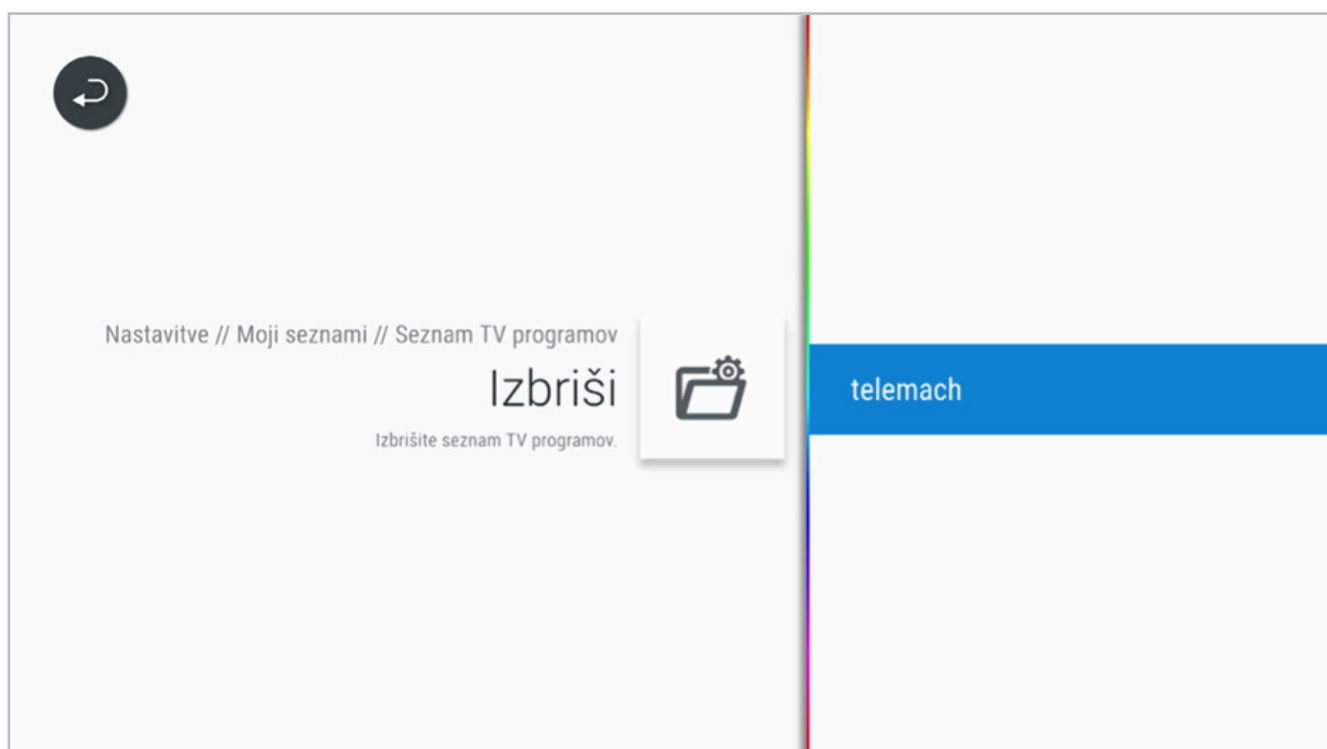 Nastavitve // Moji seznami // Seznam TV programov
Izbriši
Izbrišite seznam TV programov.
telemach